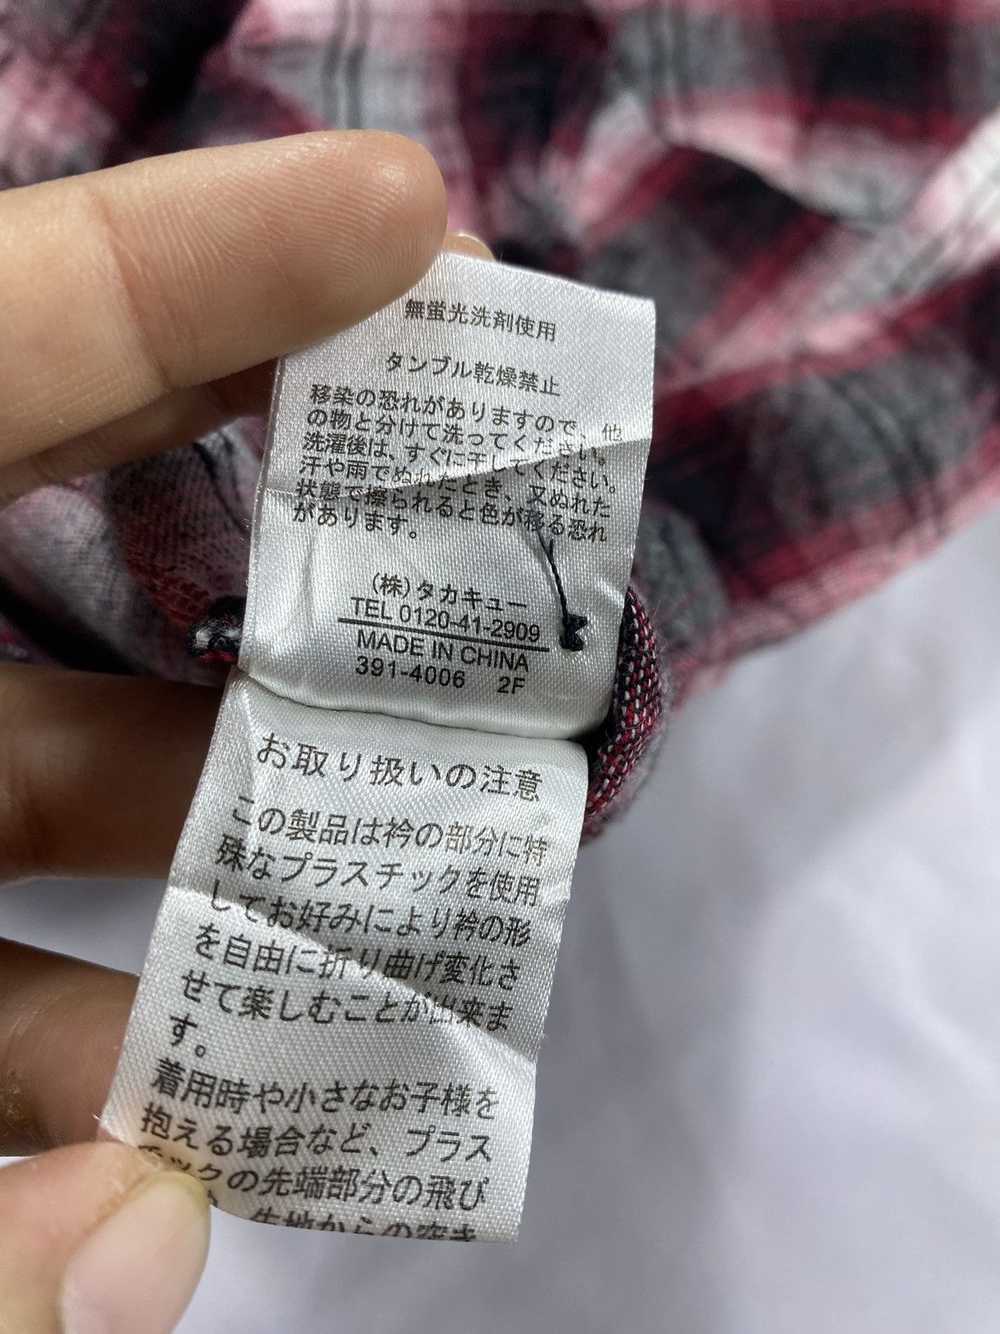 無蛍光洗剤使用
タンブル乾燥禁止
移染の恐れがありますので、他
の物と分けて洗ってください。
洗濯後は、すぐに干してください。
汗や雨でぬれたとき、又ぬれた
状態で擦られると色が移る恐れ
があります。
(株)タカキュー
TEL 0120-41-2909
MADE IN CHINA
391-4006 2F
お取り扱いの注意
この製品は衿の部分に特
殊なプラスチックを使用
してお好みにより衿の形
を自由に折り曲げ変化さ
せて楽しむことが出来ま
す。
着用時や小さなお子様を
抱える場合など、プラス
チックの先端部分の飛び
、生地からの突き